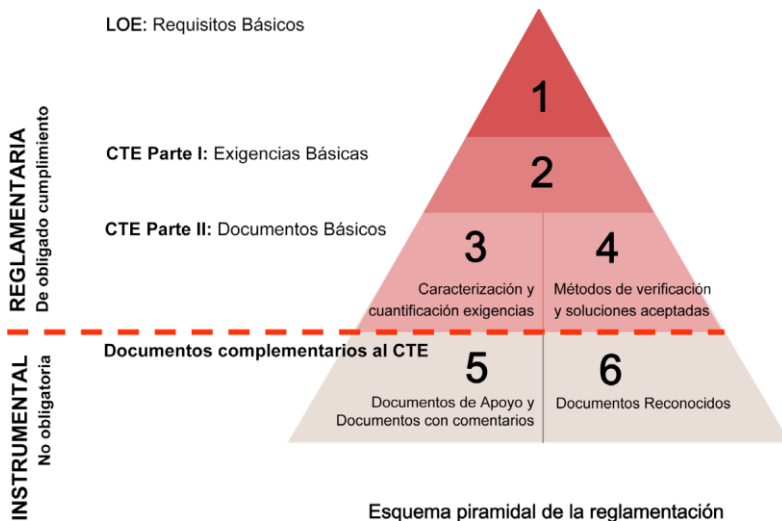 LOE: Requisitos Básicos
1
CTE Parte I: Exigencias Básicas
2
CTE Parte II: Documentos Básicos
3
Caracterización y
cuantificación exigencias
4
Métodos de verificación
y soluciones aceptadas
REGLAMENTARIA
De obligado cumplimiento
Documentos complementarios al CTE
5
Documentos de Apoyo y
Documentos con comentarios
6
Documentos Reconocidos
INSTRUMENTAL
No obligatoria
Esquema piramidal de la reglamentación